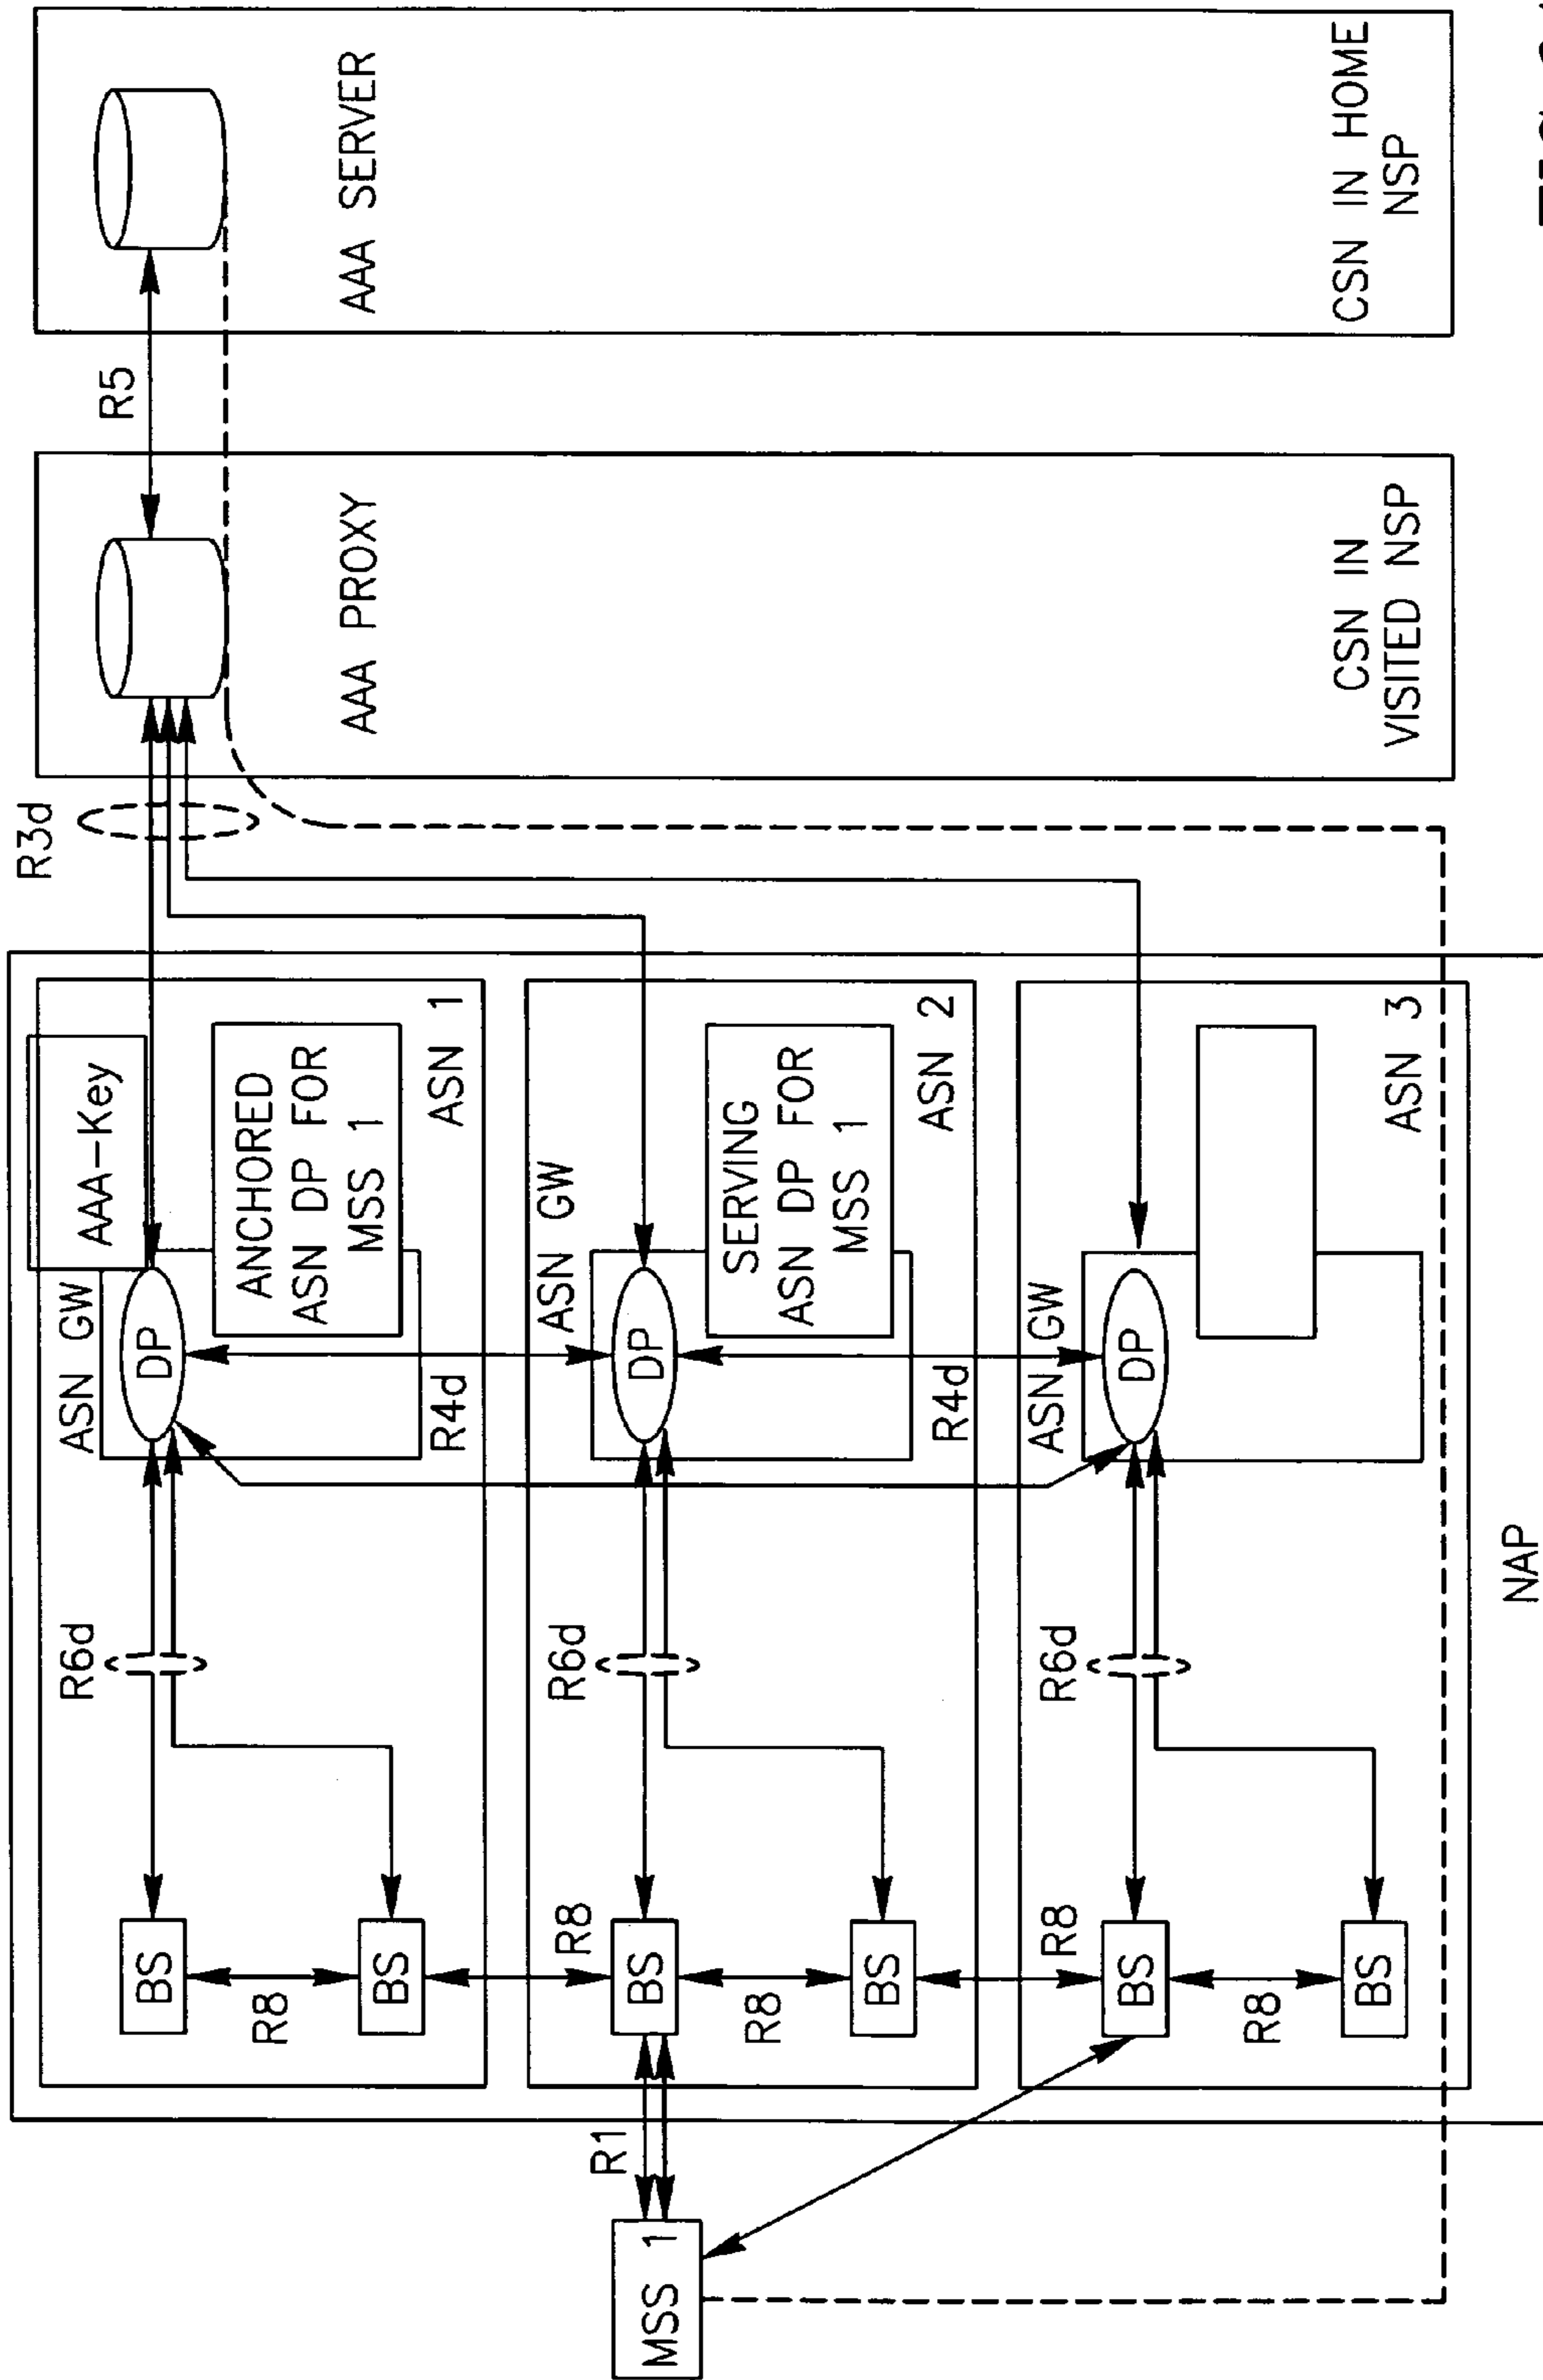 R3d
R5
AAA PROXY
AAA SERVER
CSN IN
VISITED NSP
CSN IN HOME
NSP
AAA-Key
ASN GW
DP
ANCHORED
ASN DP FOR
MSS 1
ASN 1
R4d
R6d
BS
R8
BS
R8
ASN GW
DP
SERVING
ASN DP FOR
MSS 1
ASN 2
R4d
R6d
BS
R8
BS
R8
R1
MSS 1
ASN GW
DP
ASN 3
R6d
BS
R8
BS
NAP